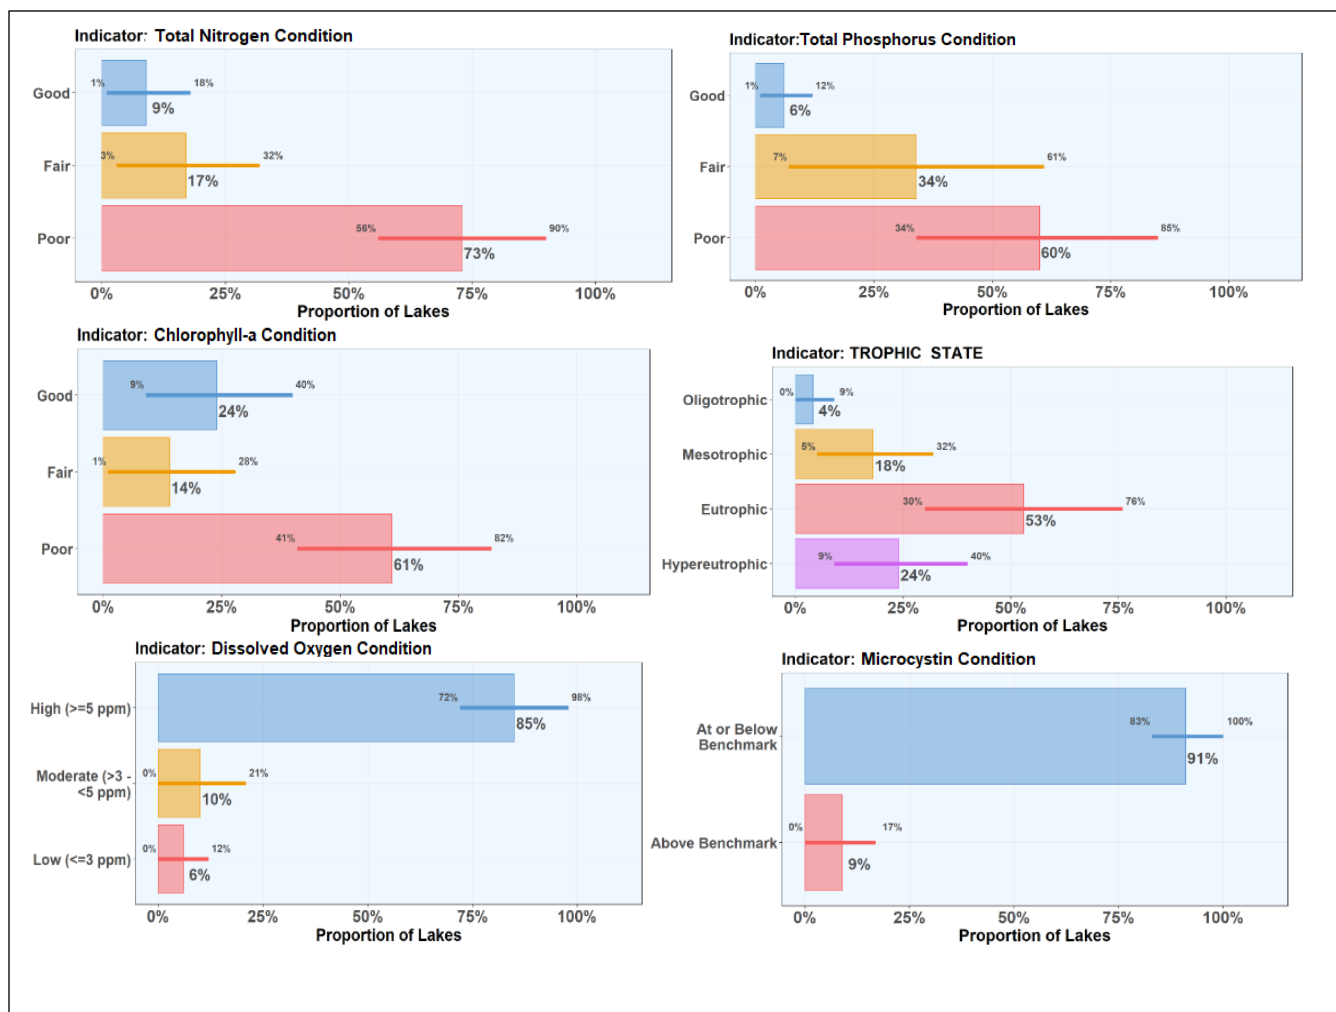 Indicator: Total Nitrogen Condition
Good
1%
18%
9%
Fair
3%
32%
17%
Poor
56%
90%
73%
0% 25% 50% 75% 100%
Proportion of Lakes
Indicator:Total Phosphorus Condition
Good
1%
12%
6%
Fair
7%
61%
34%
Poor
34%
85%
60%
0% 25% 50% 75% 100%
Proportion of Lakes
Indicator: Chlorophyll-a Condition
Good
9%
40%
24%
Fair
1%
28%
14%
Poor
41%
82%
61%
0% 25% 50% 75% 100%
Proportion of Lakes
Indicator: TROPHIC STATE
Oligotrophic
0%
9%
4%
Mesotrophic
5%
32%
18%
Eutrophic
30%
76%
53%
Hypereutrophic
9%
40%
24%
0% 25% 50% 75% 100%
Proportion of Lakes
Indicator: Dissolved Oxygen Condition
High (>=5 ppm)
72%
98%
85%
Moderate (>3 -
<5 ppm)
0%
21%
10%
Low (<=3 ppm)
0%
12%
6%
0% 25% 50% 75% 100%
Proportion of Lakes
Indicator: Microcystin Condition
At or Below
Benchmark
83%
100%
91%
Above Benchmark
0%
17%
9%
0% 25% 50% 75% 100%
Proportion of Lakes